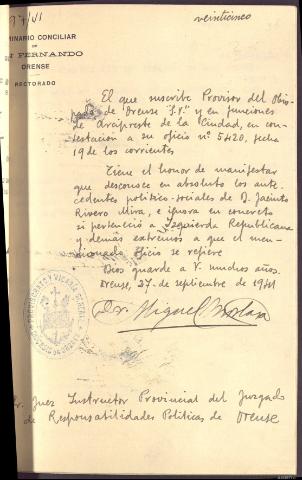 veinticinco
MINARIO CONCILIAR
DE
FERNANDO
ORENSE
RECTORADO
El que suscribe Provisor del Obis-
pado de Orense S.P. y en funciones
de Arcipreste de la Ciudad, en con-
testación a su oficio nº 5420, fecha
19 de los corrientes
Tiene el honor de manifestar
que desconoce en absoluto los ante-
cedentes político-sociales de D. Jacinto
Rivero Mira, e ignora en concreto
si perteneció a Izquierda Republicana
y demás extremos a que el men-
cionado oficio se refiere
Dios guarde a V. muchos años.
Orense, 27 de septiembre de 1941
Dr. Miguel
Juez Instructor Provincial del Juzgado
de Responsabilidades Políticas de Orense